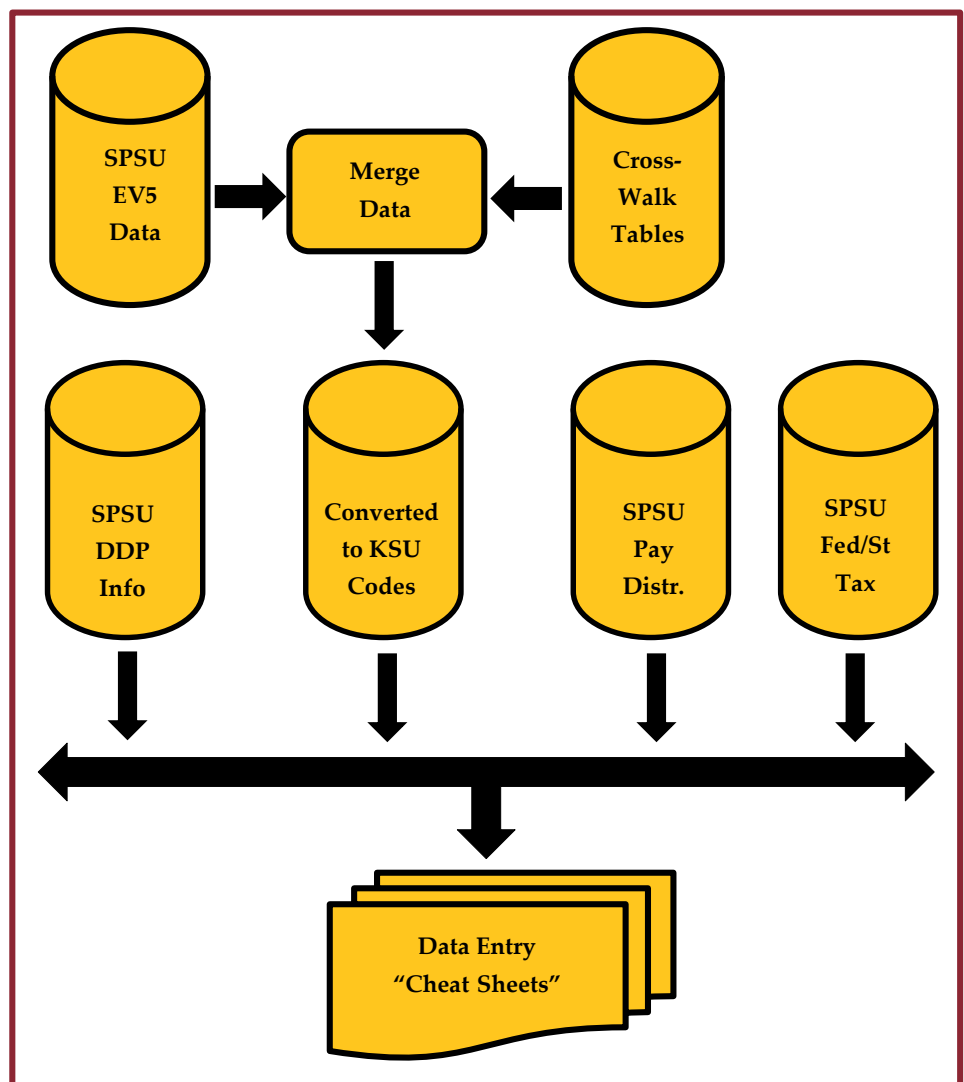 SPSU
EV5
Data
Merge
Data
Cross-
Walk
Tables
SPSU
DDP
Info
Converted
to KSU
Codes
SPSU
Pay
Distr.
SPSU
Fed/St
Tax
Data Entry
“Cheat Sheets”